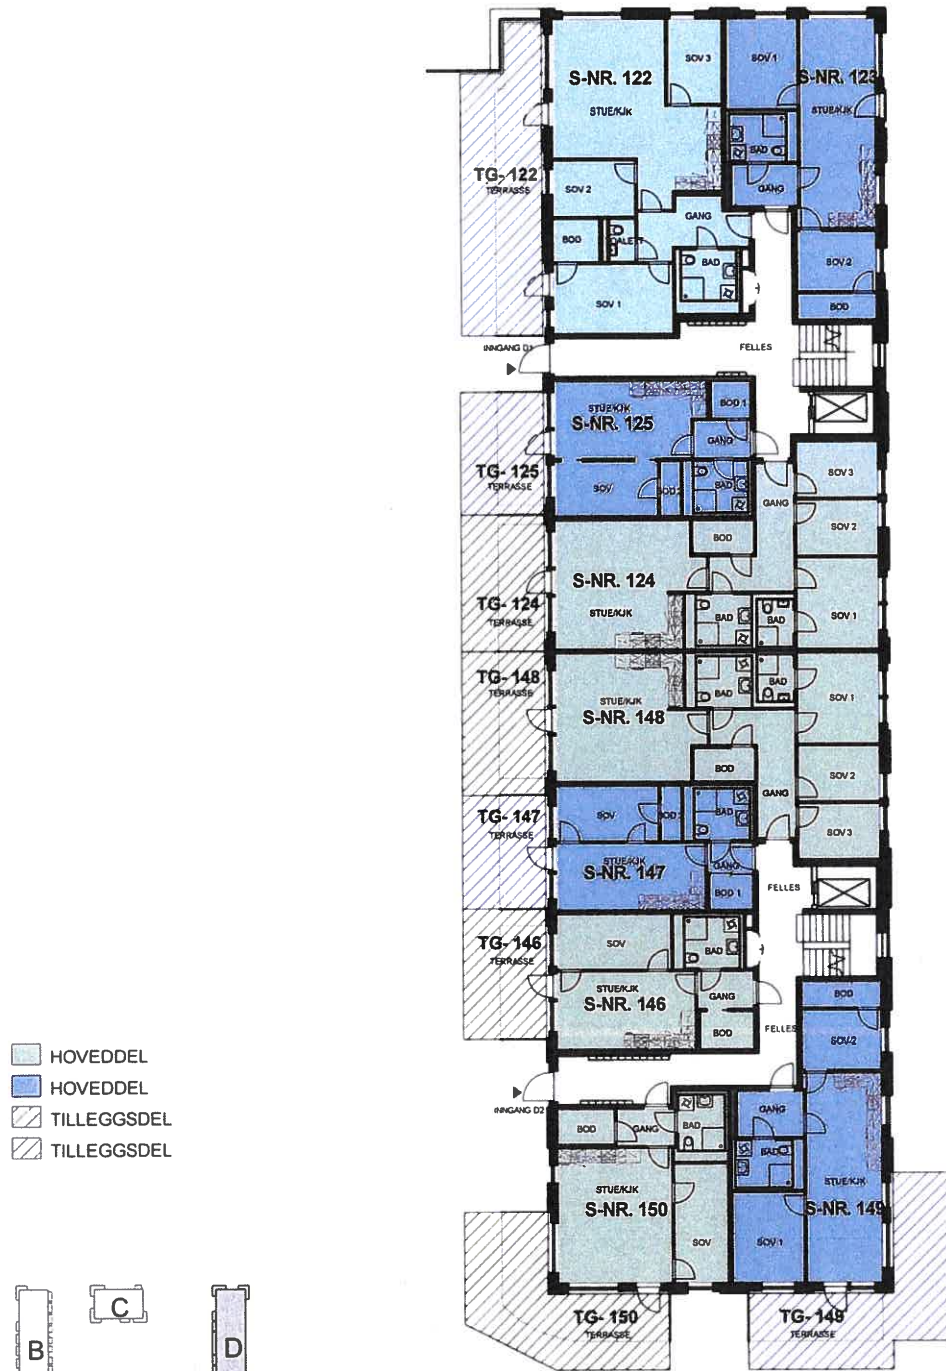 S-NR. 122
SOV 3
STUE/KJK
SOV 1
S-NR. 123
STUE/KJK
BAD
GANG
TG- 122
TERRASSE
SOV 2
BOD
GANG
BAD
SOV 1
SOV 2
BOD
INNGANG D1
FELLES
STUE/KJK
S-NR. 125
BOD 1
GANG
TG- 125
TERRASSE
SOV
BAD
GANG
SOV 3
SOV 2
BOD
S-NR. 124
TG- 124
TERRASSE
STUE/KJK
BAD
BAD
SOV 1
TG- 148
TERRASSE
STUE/KJK
S-NR. 148
BAD
BAD
SOV 1
BOD
GANG
SOV 2
TG- 147
TERRASSE
SOV
BAD
SOV 3
STUE/KJK
S-NR. 147
GANG
BOD 1
FELLES
TG- 146
TERRASSE
SOV
BAD
STUE/KJK
S-NR. 146
GANG
BOD
FELLES
BOD
SOV 2
HOVEDDEL
HOVEDDEL
TILLEGGSDEL
TILLEGGSDEL
INNGANG D2
BOD
GANG
BAD
GANG
BAD
STUE/KJK
S-NR. 150
SOV
SOV 1
STUE/KJK
S-NR. 149
TG- 150
TERRASSE
TG- 149
TERRASSE
B
C
D